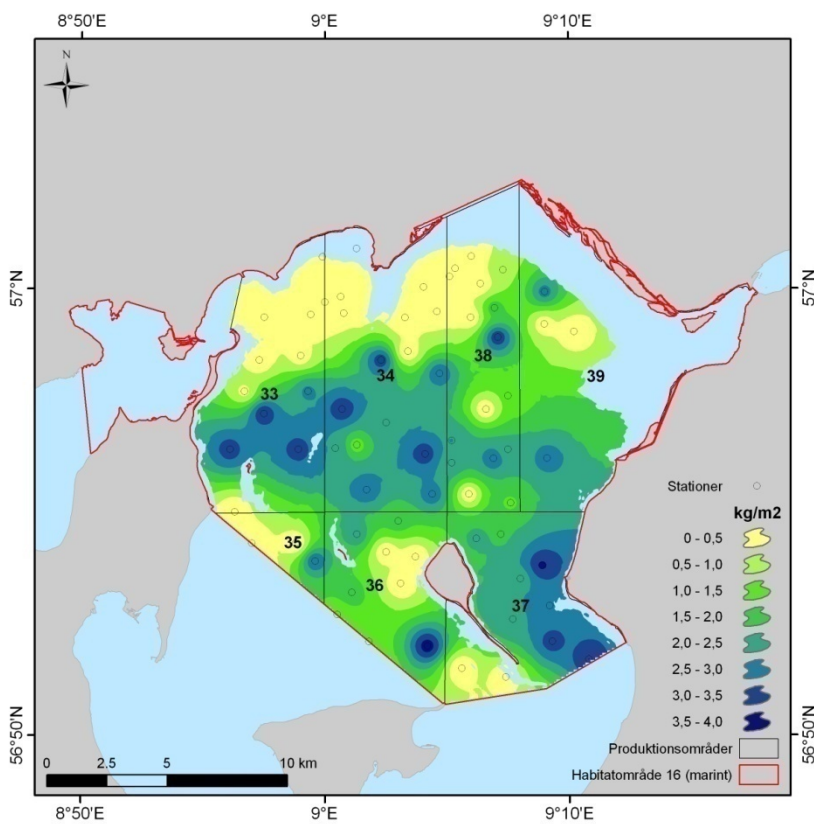 8°50'E 9°E 9°10'E
N
57°N 57°N
38
34
39
33
Stationer
kg/m2
0 - 0,5
35
0,5 - 1,0
36
1,0 - 1,5
37
1,5 - 2,0
2,0 - 2,5
2,5 - 3,0
3,0 - 3,5
3,5 - 4,0
56°50'N 56°50'N
Produktionsområder
0 2.5 5 10 km
Habitatområde 16 (marint)
8°50'E 9°E 9°10'E